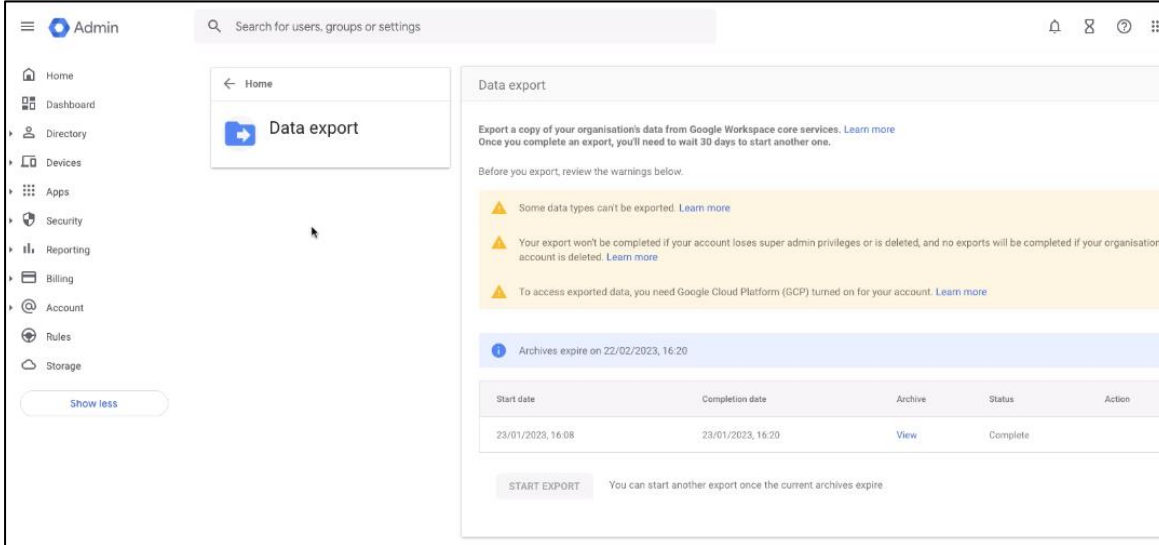 Admin
Search for users, groups or settings
Home
Dashboard
Directory
Devices
Apps
Security
Reporting
Billing
Account
Rules
Storage
Show less
Home
Data export
Data export
Export a copy of your organisation's data from Google Workspace core services. Learn more
Once you complete an export, you'll need to wait 30 days to start another one.
Before you export, review the warnings below.
Some data types can't be exported. Learn more
Your export won't be completed if your account loses super admin privileges or is deleted, and no exports will be completed if your organisation
account is deleted. Learn more
To access exported data, you need Google Cloud Platform (GCP) turned on for your account. Learn more
Archives expire on 22/02/2023, 16:20
Start date Completion date Archive Status Action
23/01/2023, 16:08 23/01/2023, 16:20 View Complete
START EXPORT You can start another export once the current archives expire